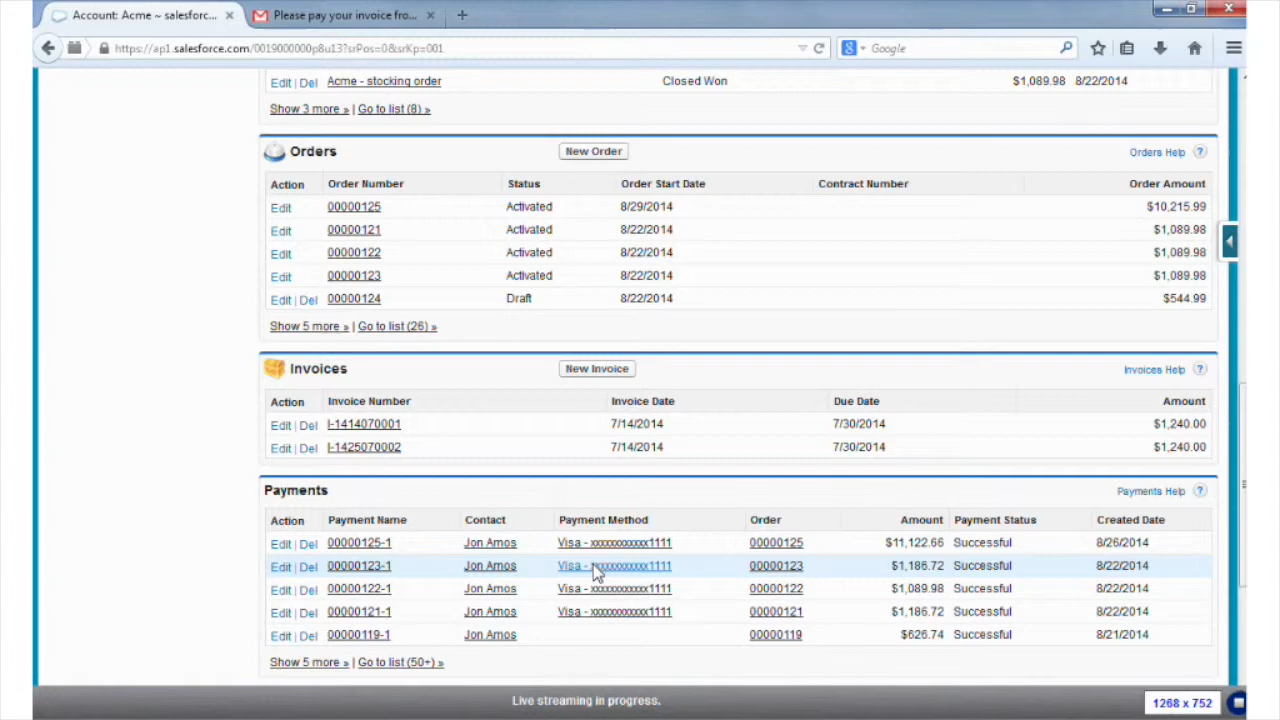 Account: Acme ~ salesforc...
Please pay your invoice fro...
https://ap1.salesforce.com/0019000000p8u13?srPos=0&srKp=001
Google
Edit | Del Acme - stocking order Closed Won $1,089.98 8/22/2014
Show 3 more » | Go to list (8) »
Orders New Order Orders Help ?
Action Order Number Status Order Start Date Contract Number Order Amount
Edit 00000125 Activated 8/29/2014 $10,215.99
Edit 00000121 Activated 8/22/2014 $1,089.98
Edit 00000122 Activated 8/22/2014 $1,089.98
Edit 00000123 Activated 8/22/2014 $1,089.98
Edit | Del 00000124 Draft 8/22/2014 $544.99
Show 5 more » | Go to list (26) »
Invoices New Invoice Invoices Help ?
Action Invoice Number Invoice Date Due Date Amount
Edit | Del I-1414070001 7/14/2014 7/30/2014 $1,240.00
Edit | Del I-1425070002 7/14/2014 7/30/2014 $1,240.00
Payments Payments Help ?
Action Payment Name Contact Payment Method Order Amount Payment Status Created Date
Edit | Del 00000125-1 Jon Amos Visa - xxxxxxxxxxxx1111 00000125 $11,122.66 Successful 8/26/2014
Edit | Del 00000123-1 Jon Amos Visa - xxxxxxxxxxxx1111 00000123 $1,186.72 Successful 8/22/2014
Edit | Del 00000122-1 Jon Amos Visa - xxxxxxxxxxxx1111 00000122 $1,089.98 Successful 8/22/2014
Edit | Del 00000121-1 Jon Amos Visa - xxxxxxxxxxxx1111 00000121 $1,186.72 Successful 8/22/2014
Edit | Del 00000119-1 Jon Amos 00000119 $626.74 Successful 8/21/2014
Show 5 more » | Go to list (50+) »
Live streaming in progress.
1268 x 752